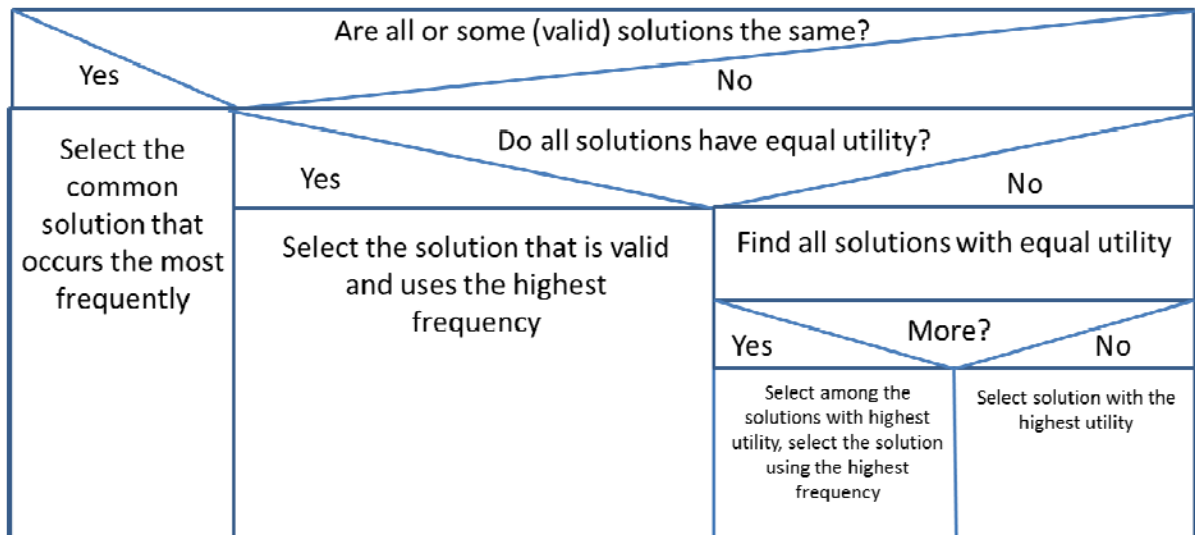 Are all or some (valid) solutions the same?
Yes
No
Select the
common
solution that
occurs the most
frequently
Do all solutions have equal utility?
Yes
No
Select the solution that is valid
and uses the highest
frequency
Find all solutions with equal utility
More?
Yes
No
Select among the
solutions with highest
utility, select the solution
using the highest
frequency
Select solution with the
highest utility